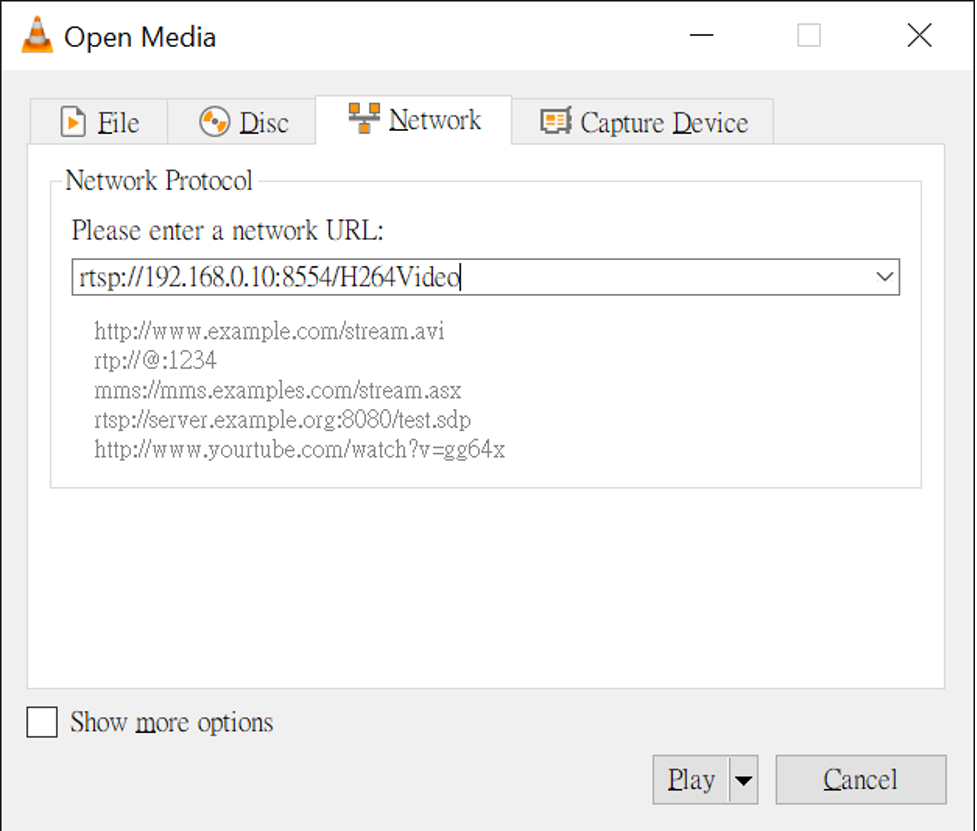 Open Media
File Disc Network Capture Device
Network Protocol
Please enter a network URL:
rtsp://192.168.0.10:8554/H264Video
http://www.example.com/stream.avi
rtp://@:1234
mms://mms.examples.com/stream.asx
rtsp://server.example.org:8080/test.sdp
http://www.yourtube.com/watch?v=gg64x
Show more options
Play Cancel